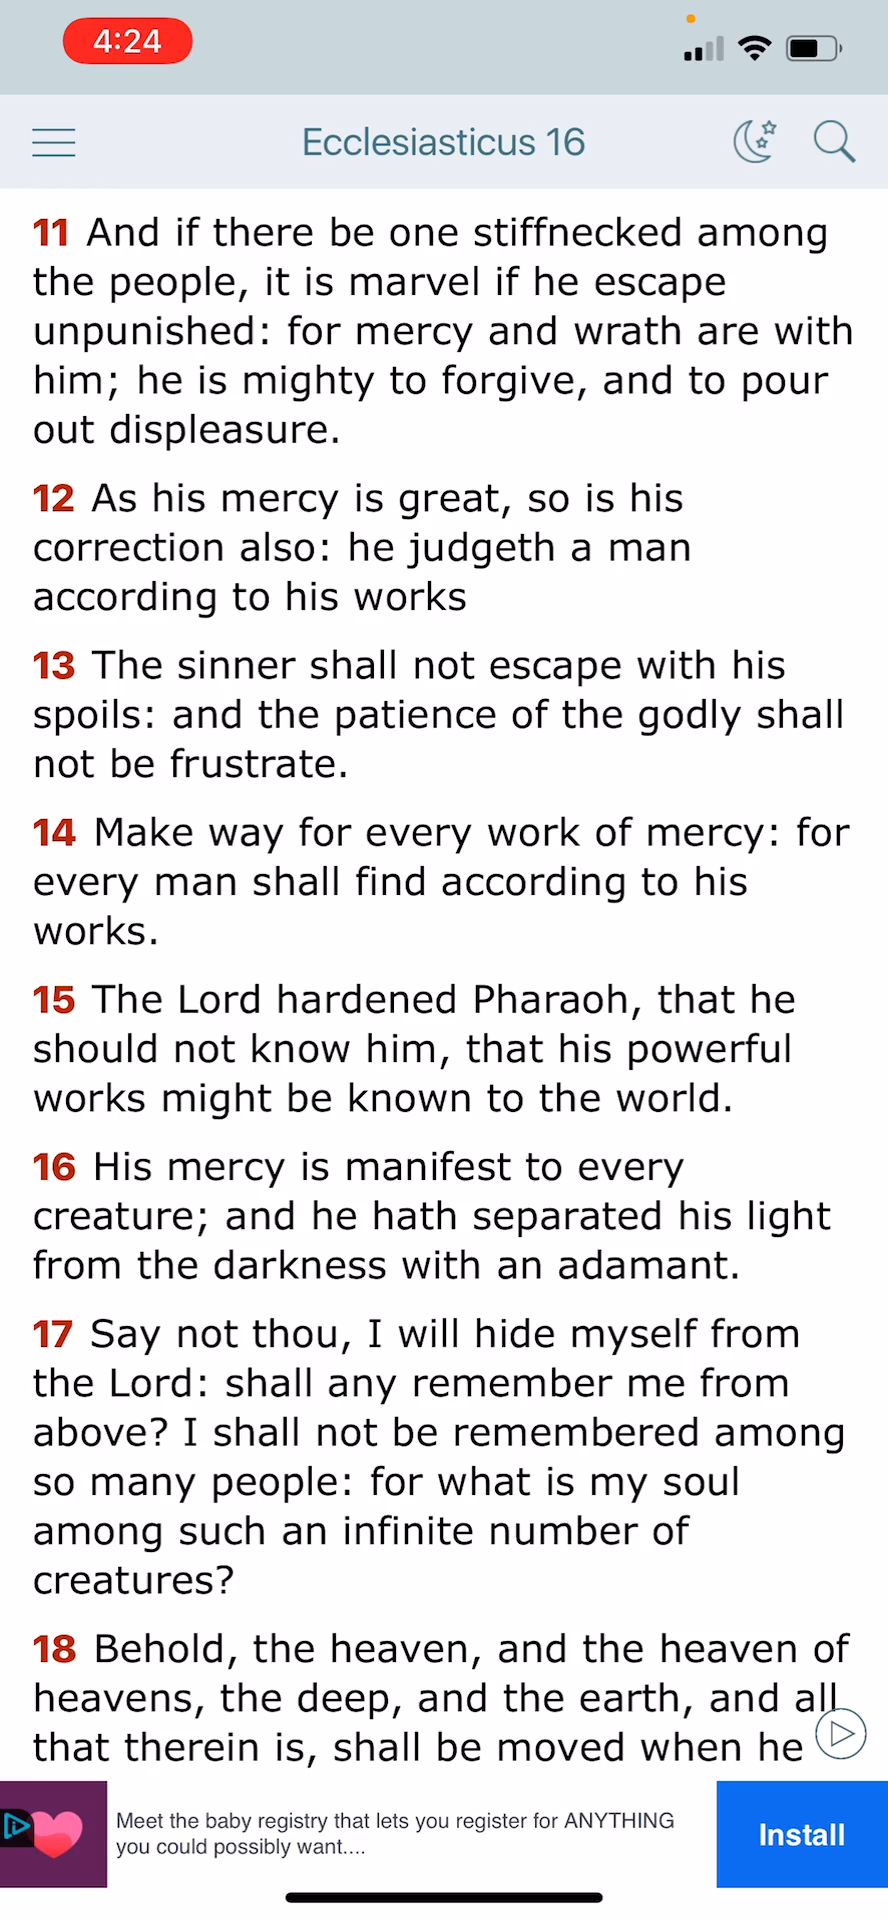 4:24
Ecclesiasticus 16
11 And if there be one stiffnecked among
the people, it is marvel if he escape
unpunished: for mercy and wrath are with
him; he is mighty to forgive, and to pour
out displeasure.
12 As his mercy is great, so is his
correction also: he judgeth a man
according to his works
13 The sinner shall not escape with his
spoils: and the patience of the godly shall
not be frustrate.
14 Make way for every work of mercy: for
every man shall find according to his
works.
15 The Lord hardened Pharaoh, that he
should not know him, that his powerful
works might be known to the world.
16 His mercy is manifest to every
creature; and he hath separated his light
from the darkness with an adamant.
17 Say not thou, I will hide myself from
the Lord: shall any remember me from
above? I shall not be remembered among
so many people: for what is my soul
among such an infinite number of
creatures?
18 Behold, the heaven, and the heaven of
heavens, the deep, and the earth, and all
that therein is, shall be moved when he
Meet the baby registry that lets you register for ANYTHING
you could possibly want....
Install